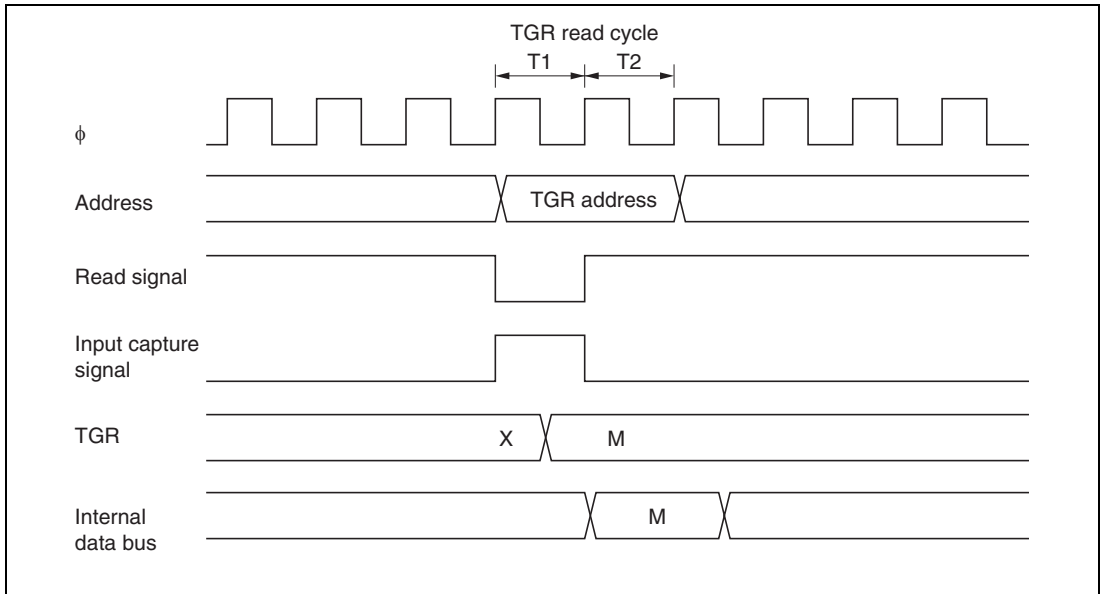 TGR read cycle
T1 T2
ϕ
Address
TGR address
Read signal
Input capture
signal
TGR
X M
Internal
data bus
M